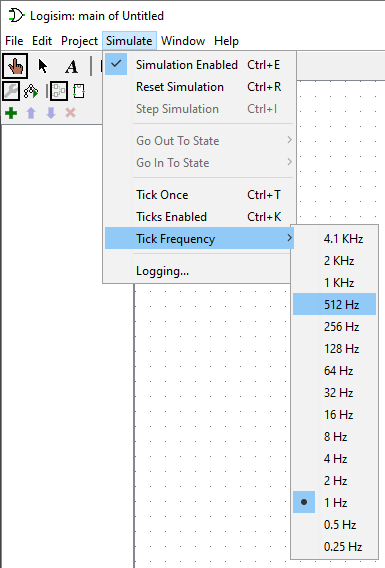 Logisim: main of Untitled
File Edit Project Simulate Window Help
A
Simulation Enabled Ctrl+E
Reset Simulation Ctrl+R
Step Simulation Ctrl+I
Go Out To State
Go In To State
Tick Once Ctrl+T
Ticks Enabled Ctrl+K
Tick Frequency
Logging...
4.1 KHz
2 KHz
1 KHz
512 Hz
256 Hz
128 Hz
64 Hz
32 Hz
16 Hz
8 Hz
4 Hz
2 Hz
1 Hz
0.5 Hz
0.25 Hz